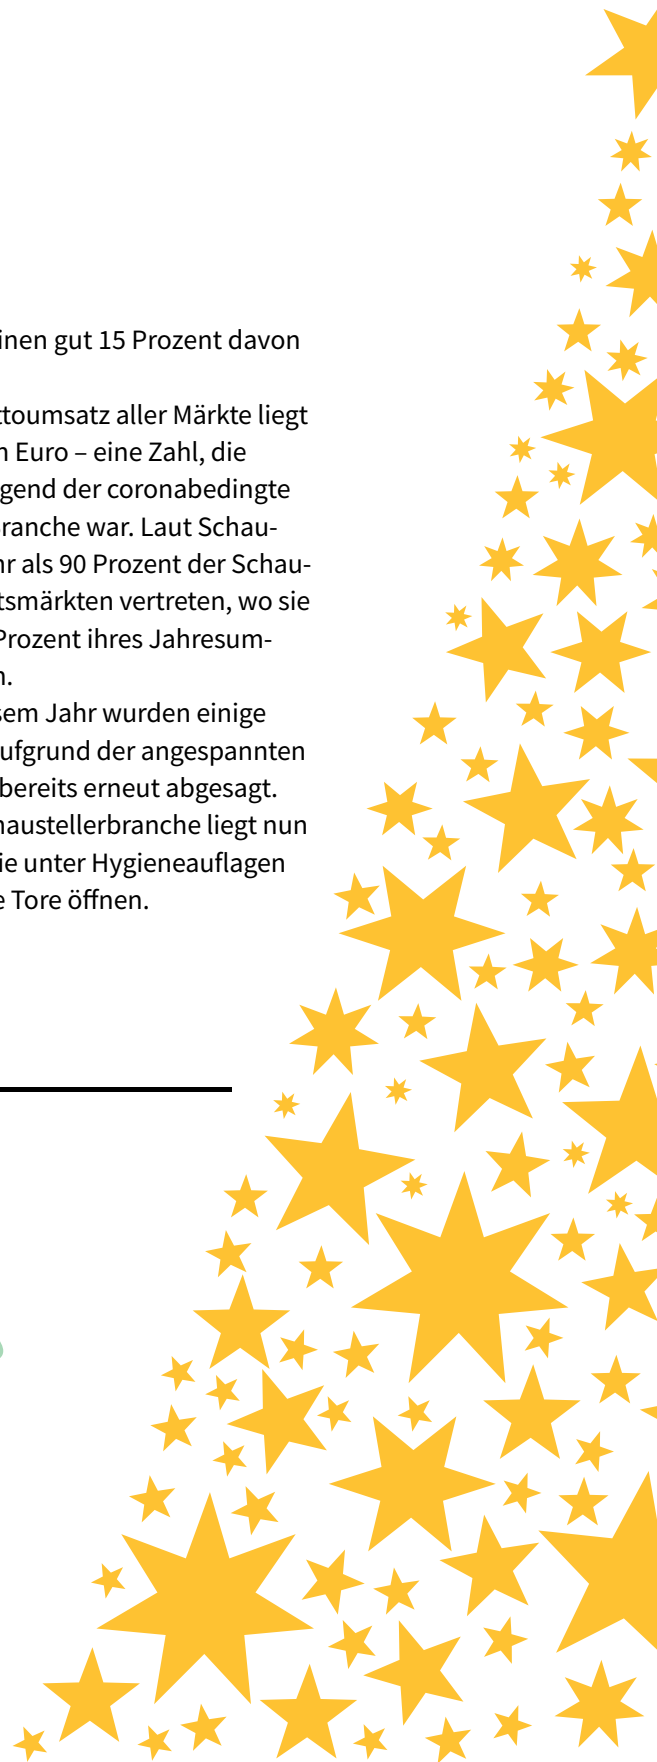 inen gut 15 Prozent davon
toumsatz aller Märkte liegt
n Euro – eine Zahl, die
gend der coronabedingte
ranche war. Laut Schau-
hr als 90 Prozent der Schau-
tsmärkten vertreten, wo sie
Prozent ihres Jahresum-
n.
sem Jahr wurden einige
ufgrund der angespannten
bereits erneut abgesagt.
haustellerbranche liegt nun
ie unter Hygieneauflagen
e Tore öffnen.